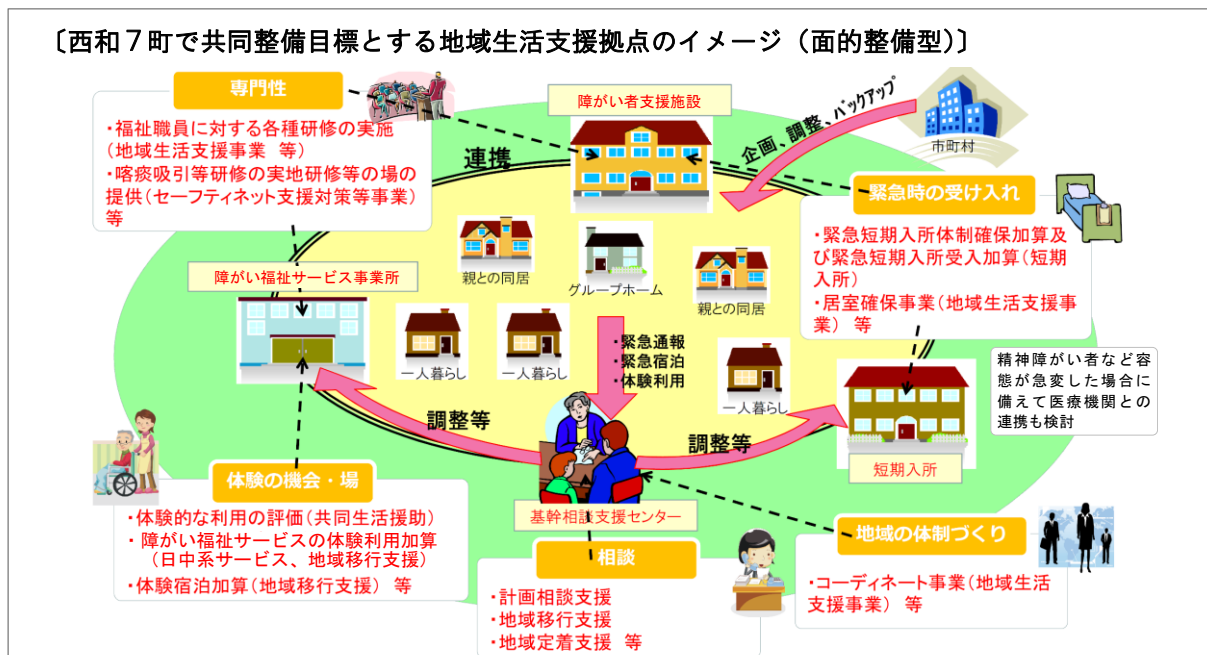 〔西和７町で共同整備目標とする地域生活支援拠点のイメージ（面的整備型）〕
専門性
・福祉職員に対する各種研修の実施
（地域生活支援事業 等）
・喀痰吸引等研修の実地研修等の場の
提供（セーフティネット支援対策等事業）
等
障がい者支援施設
企画、調整、バックアップ
市町村
連携
緊急時の受け入れ
・緊急短期入所体制確保加算及
び緊急短期入所受入加算（短期
入所）
・居室確保事業（地域生活支援事
業） 等
親との同居
グループホーム
親との同居
障がい福祉サービス事業所
一人暮らし
一人暮らし
・緊急通報
・緊急宿泊
・体験利用
一人暮らし
精神障がい者など容
態が急変した場合に
備えて医療機関との
連携も検討
調整等
調整等
短期入所
体験の機会・場
・体験的な利用の評価（共同生活援助）
・障がい福祉サービスの体験利用加算
（日中系サービス、地域移行支援）
・体験宿泊加算（地域移行支援） 等
基幹相談支援センター
相談
・計画相談支援
・地域移行支援
・地域定着支援 等
地域の体制づくり
・コーディネート事業（地域生活
支援事業） 等